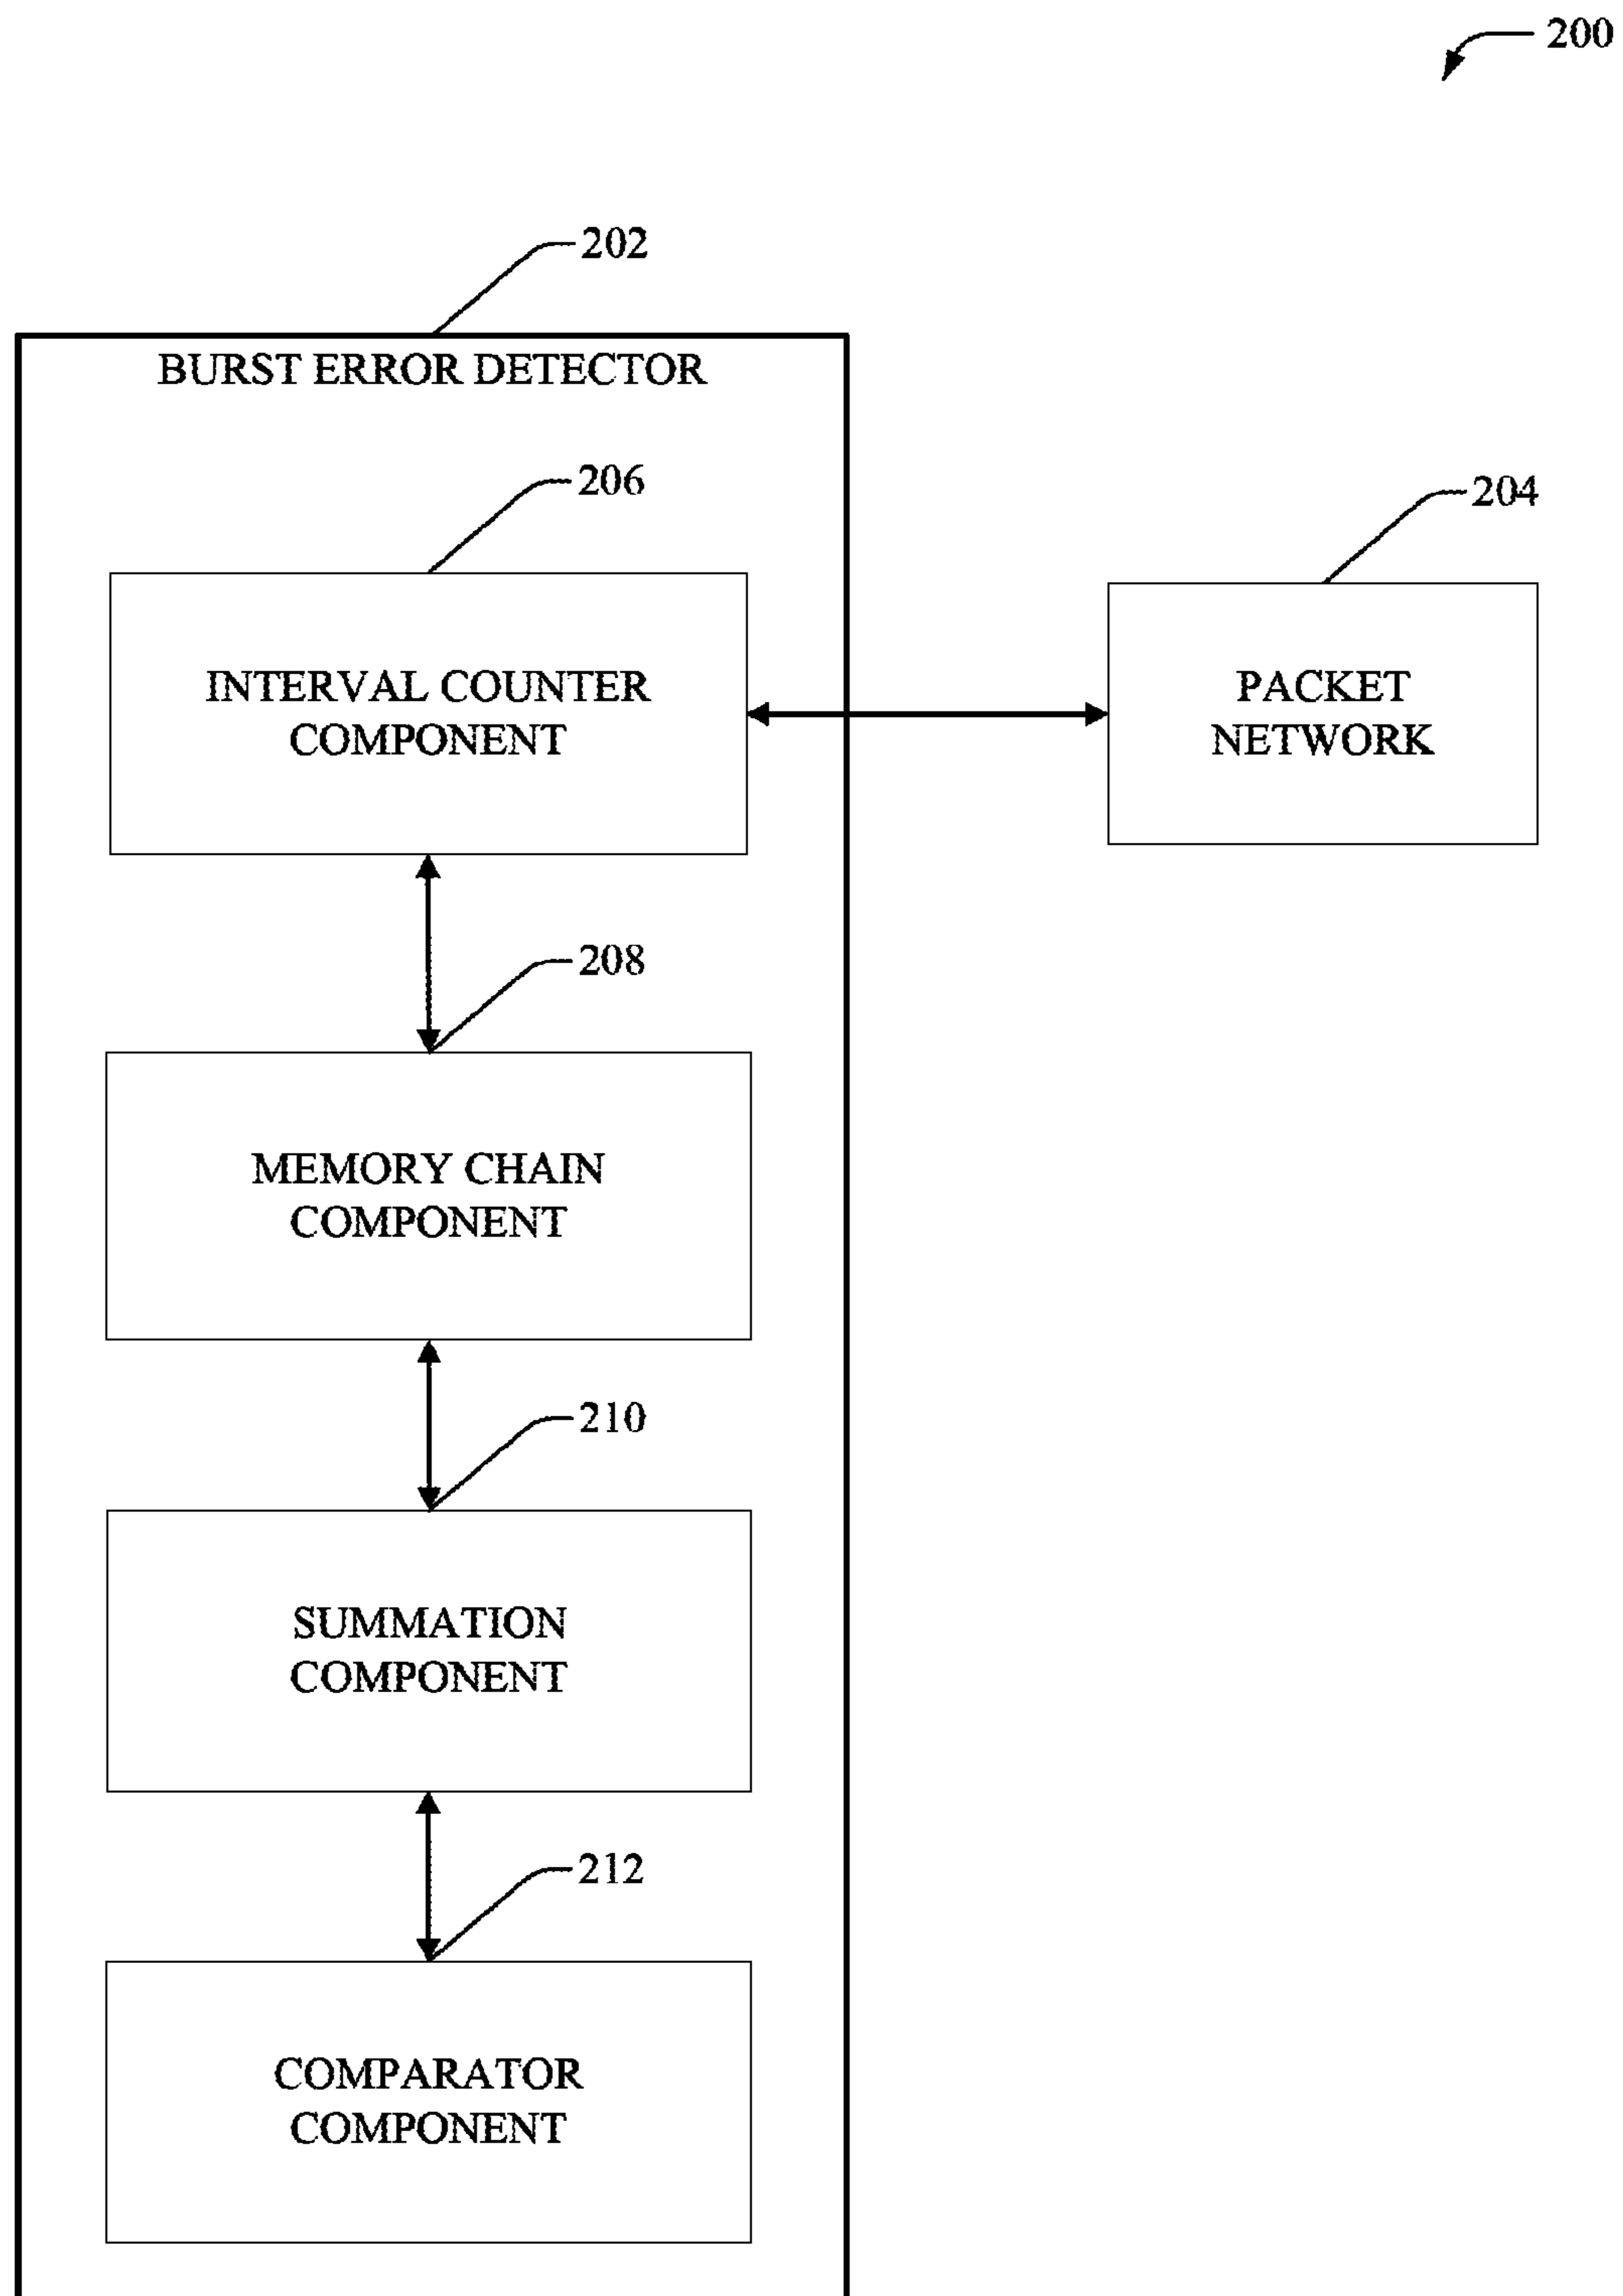 200
202
BURST ERROR DETECTOR
206
204
INTERVAL COUNTER
COMPONENT
PACKET
NETWORK
208
MEMORY CHAIN
COMPONENT
210
SUMMATION
COMPONENT
212
COMPARATOR
COMPONENT